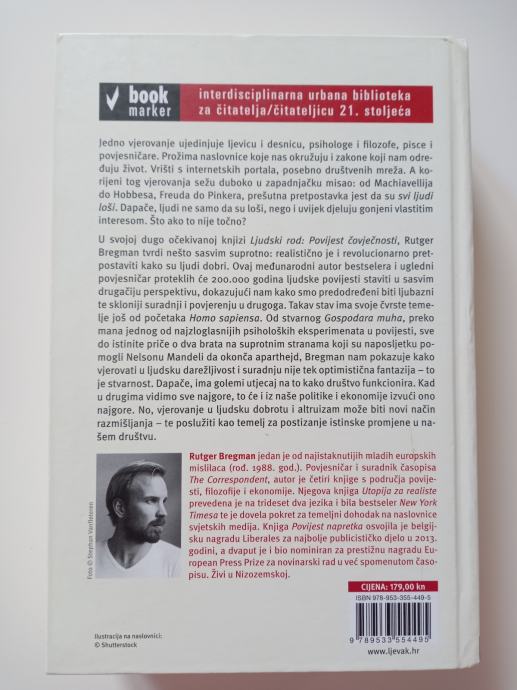 book
marker
interdisciplinarna urbana biblioteka
za čitatelja/čitateljicu 21. stoljeća
Jedno vjerovanje ujedinjuje ljevicu i desnicu, psihologe i filozofe, pisce i
povjesničare. Prožima naslovnice koje nas okružuju i zakone koji nam odre-
đuju život. Vrišti s internetskih portala, posebno društvenih mreža. A ko-
rijeni tog vjerovanja sežu duboko u zapadnjačku misao: od Machiavellija
do Hobbesa, Freuda do Pinkera, prešutna pretpostavka jest da su svi ljudi
loši. Dapače, ljudi ne samo da su loši, nego i uvijek djeluju gonjeni vlastitim
interesom. Što ako to nije točno?
U svojoj dugo očekivanoj knjizi Ljudski rod: Povijest čovječnosti, Rutger
Bregman tvrdi nešto sasvim suprotno: realistično je i revolucionarno pret-
postaviti kako su ljudi dobri. Ovaj međunarodni autor bestselera i ugledni
povjesničar proteklih će 200.000 godina ljudske povijesti staviti u sasvim
drugačiju perspektivu, dokazujući nam kako smo predodređeni biti ljubazni
te skloniji suradnji i povjerenju u drugoga. Takav stav ima svoje čvrste teme-
lje još od početaka Homo sapiensa. Od stvarnog Gospodara muha, preko
mana jednog od najzloglasnijih psiholoških eksperimenata u povijesti, sve
do istinite priče o dva brata na suprotnim stranama koji su naposljetku po-
mogli Nelsonu Mandeli da okonča aparthejd, Bregman nam pokazuje kako
vjerovati u ljudsku darežljivost i suradnju nije tek optimistična fantazija – to
je stvarnost. Dapače, ima golemi utjecaj na to kako društvo funkcionira. Kad
u drugima vidimo sve najgore, to će i iz naše politike i ekonomije izvući ono
najgore. No, vjerovanje u ljudsku dobrotu i altruizam može biti novi način
razmišljanja – te poslužiti kao temelj za postizanje istinske promjene u na-
šem društvu.
Rutger Bregman jedan je od najistaknutijih mladih europskih
mislilaca (rođ. 1988. god.). Povjesničar i suradnik časopisa
The Correspondent, autor je četiri knjige s područja povije-
sti, filozofije i ekonomije. Njegova knjiga Utopija za realiste
prevedena je na trideset dva jezika i bila bestseler New York
Timesa te je dovela pokret za temeljni dohodak na naslovnice
svjetskih medija. Knjiga Povijest napretka osvojila je belgij-
sku nagradu Liberales za najbolje publicističko djelo u 2013.
godini, a dvaput je i bio nominiran za prestižnu nagradu Eu-
ropean Press Prize za novinarski rad u već spomenutom časo-
pisu. Živi u Nizozemskoj.
Foto © Stephan Vanfleteren
CIJENA: 179,00 kn
ISBN 978-953-355-449-5
9 789533 554495
www.ljevak.hr
Ilustracija na naslovnici:
© Shutterstock